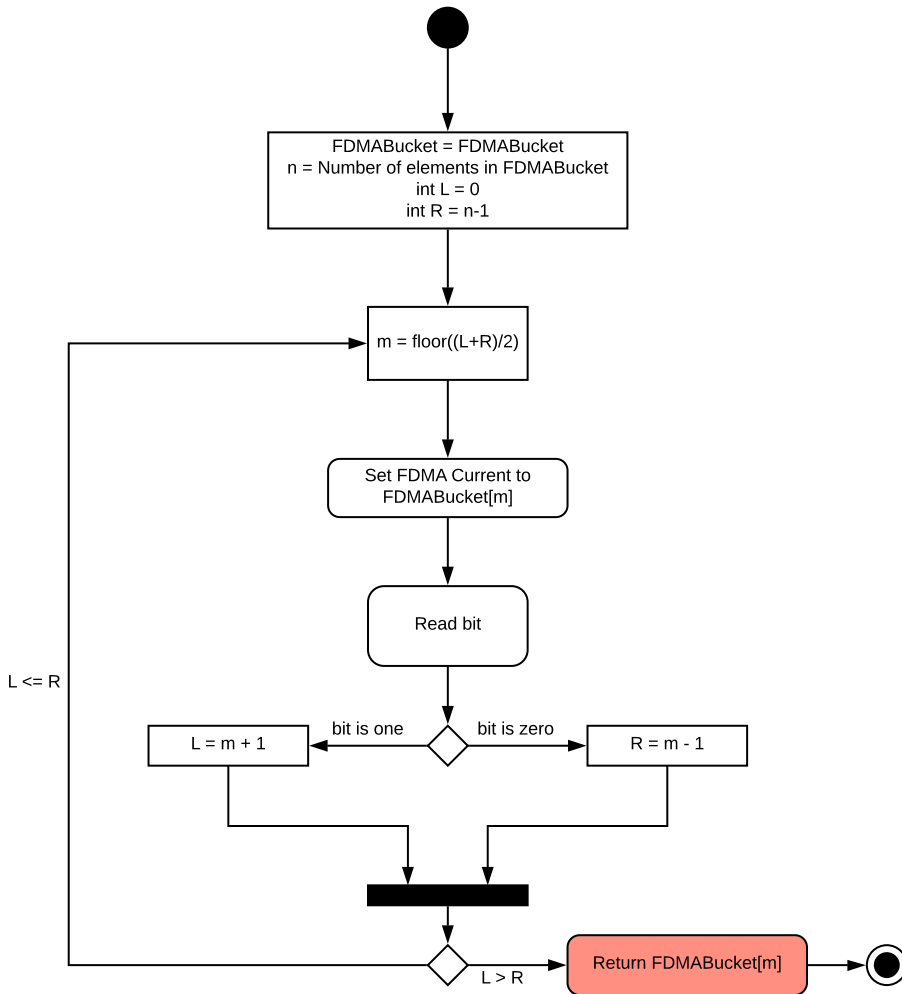 FDMABucket = FDMABucket
n = Number of elements in FDMABucket
int L = 0
int R = n-1
m = floor((L+R)/2)
Set FDMA Current to
FDMABucket[m]
Read bit
L <= R
bit is one
bit is zero
L = m + 1
R = m - 1
L > R
Return FDMABucket[m]